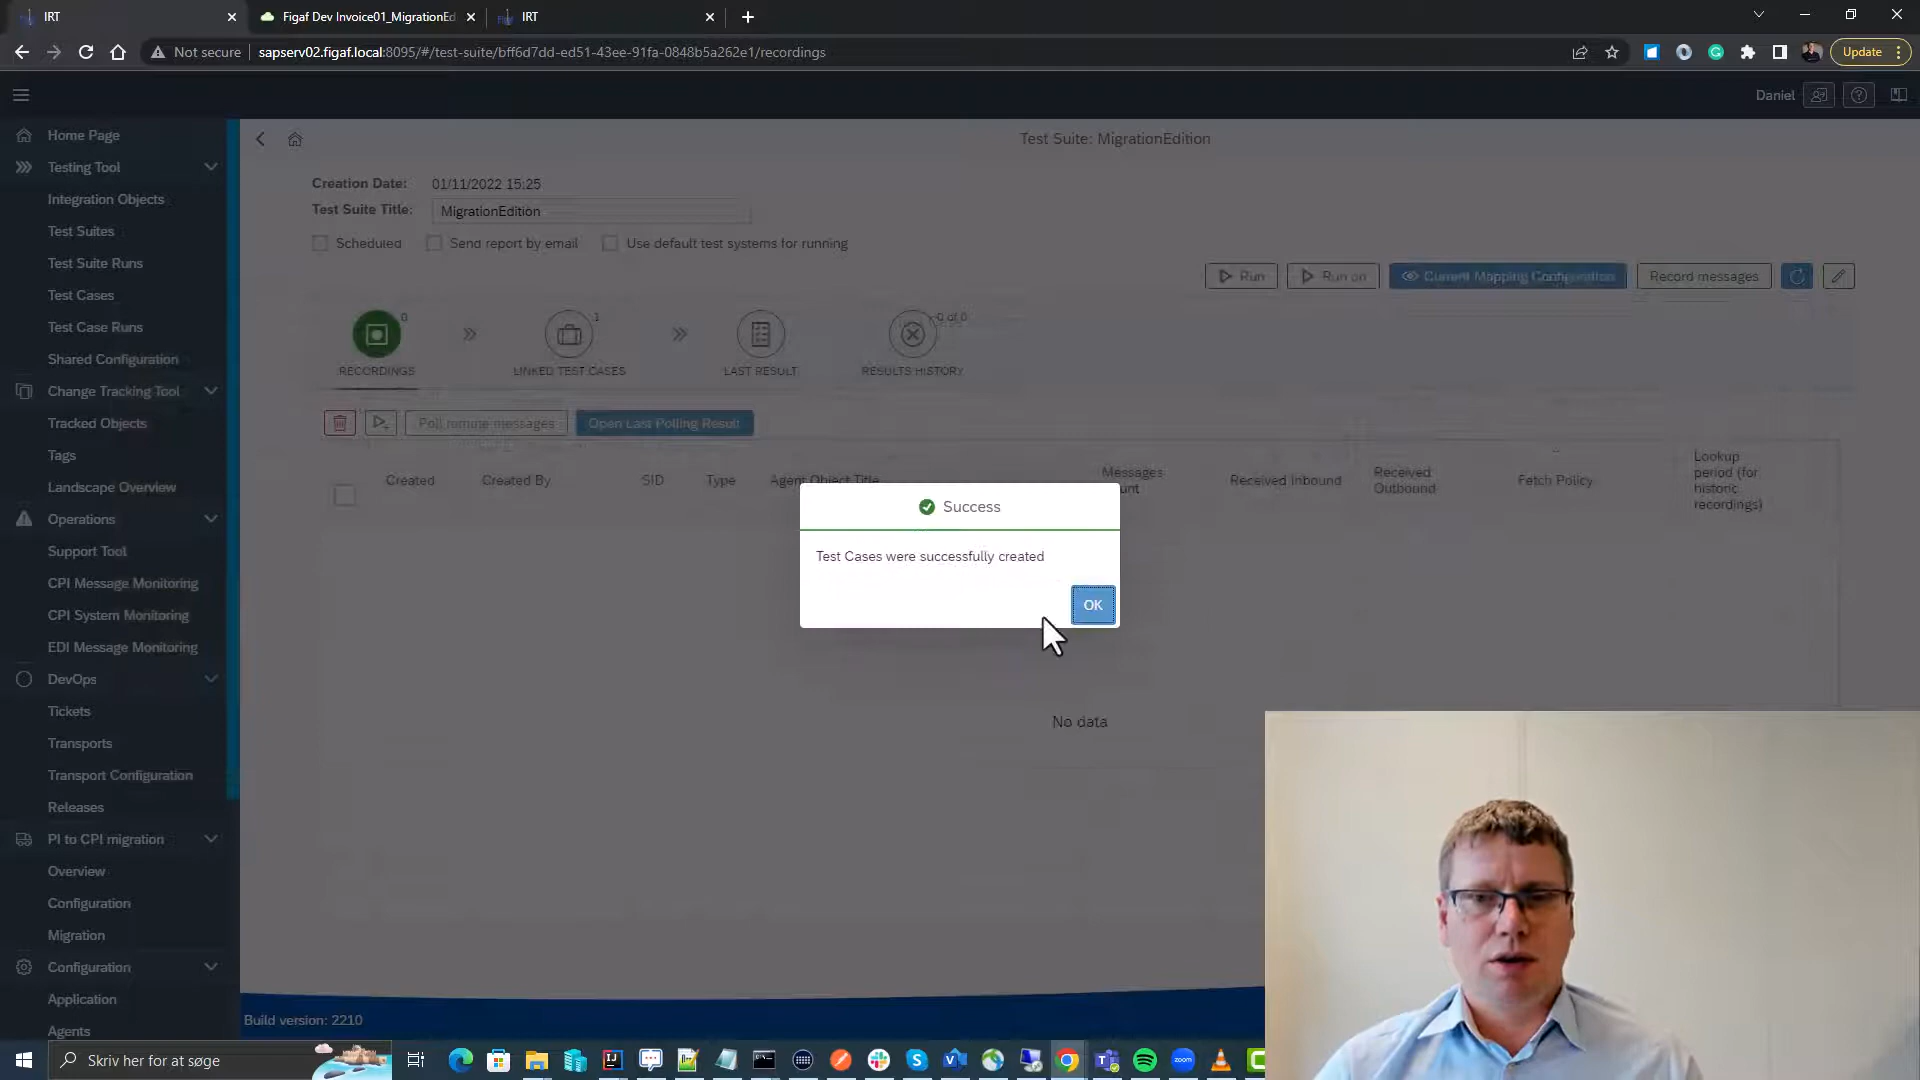 IRT
Figaf Dev Invoice01_MigrationEd
IRT
Not secure
sapserv02.figaf.local:8095/#/test-suite/bff6d7dd-ed51-43ee-91fa-0848b5a262e1/recordings
Update
Daniel
Home Page
Testing Tool
Integration Objects
Test Suites
Test Suite Runs
Test Cases
Test Case Runs
Shared Configuration
Change Tracking Tool
Tracked Objects
Tags
Landscape Overview
Operations
Support Tool
CPI Message Monitoring
CPI System Monitoring
EDI Message Monitoring
DevOps
Tickets
Transports
Transport Configuration
Releases
PI to CPI migration
Overview
Configuration
Migration
Configuration
Application
Agents
Test Suite: MigrationEdition
Creation Date: 01/11/2022 15:25
Test Suite Title: MigrationEdition
Scheduled Send report by email Use default test systems for running
Run Run on Current Mapping Configuration Record messages
0 1 0 of 0
RECORDINGS LINKED TEST CASES LAST RESULT RESULTS HISTORY
Poll remote messages Open Last Polling Result
Created Created By SID Type Agent Object Title Messages Received Inbound Received Outbound Fetch Policy
Lookup
period (for
historic
recordings)
Success
Test Cases were successfully created
OK
No data
Build version: 2210
Skriv her for at søge